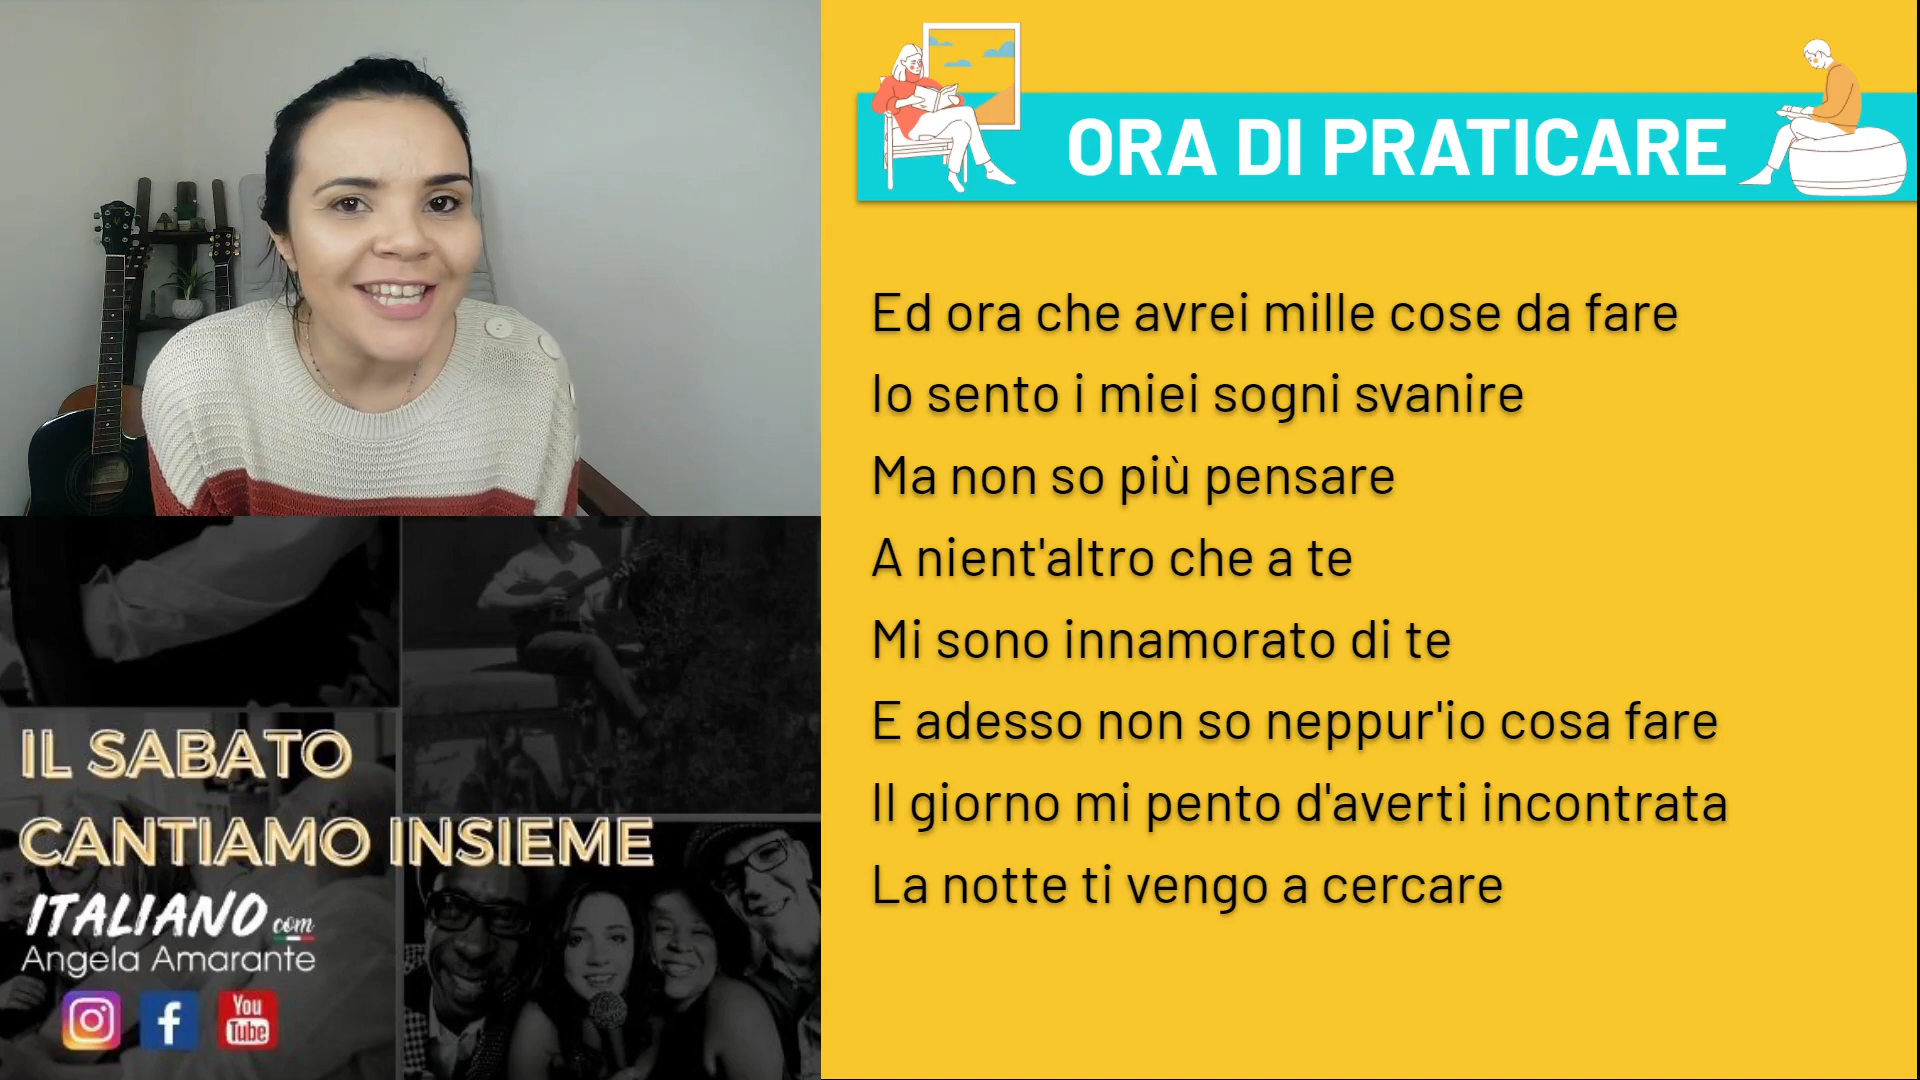 ORA DI PRATICARE
Ed ora che avrei mille cose da fare
Io sento i miei sogni svanire
Ma non so più pensare
A nient'altro che a te
Mi sono innamorato di te
E adesso non so neppur'io cosa fare
Il giorno mi pento d'averti incontrata
La notte ti vengo a cercare
IL SABATO
CANTIAMO INSIEME
ITALIANO com
Angela Amarante
You
Tube